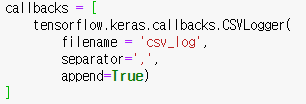 callbacks = [
    tensorflow.keras.callbacks.CSVLogger(
        filename = 'csv_log',
        separator=',',
        append=True)
]